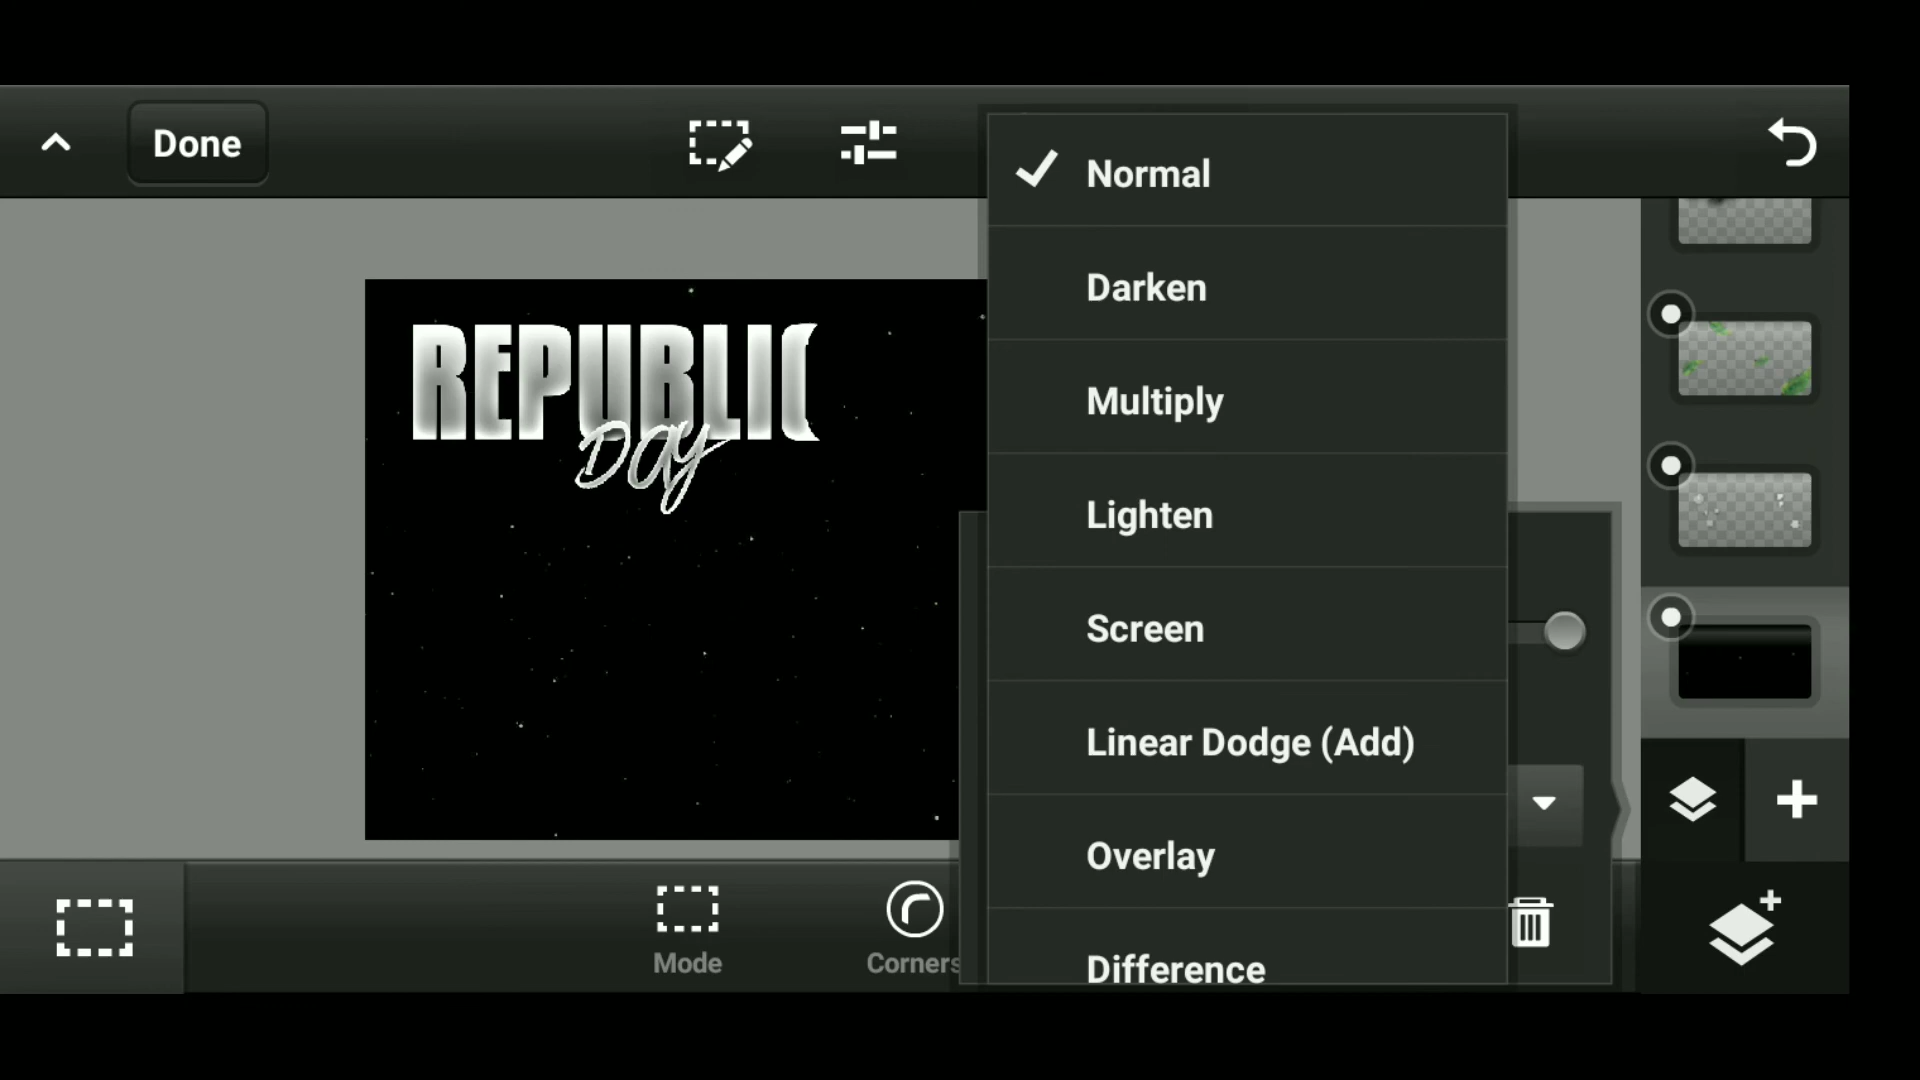 Done
Normal
Darken
Multiply
Lighten
Screen
Linear Dodge (Add)
Overlay
Difference
REPUBLIC
DAY
Mode
Corners